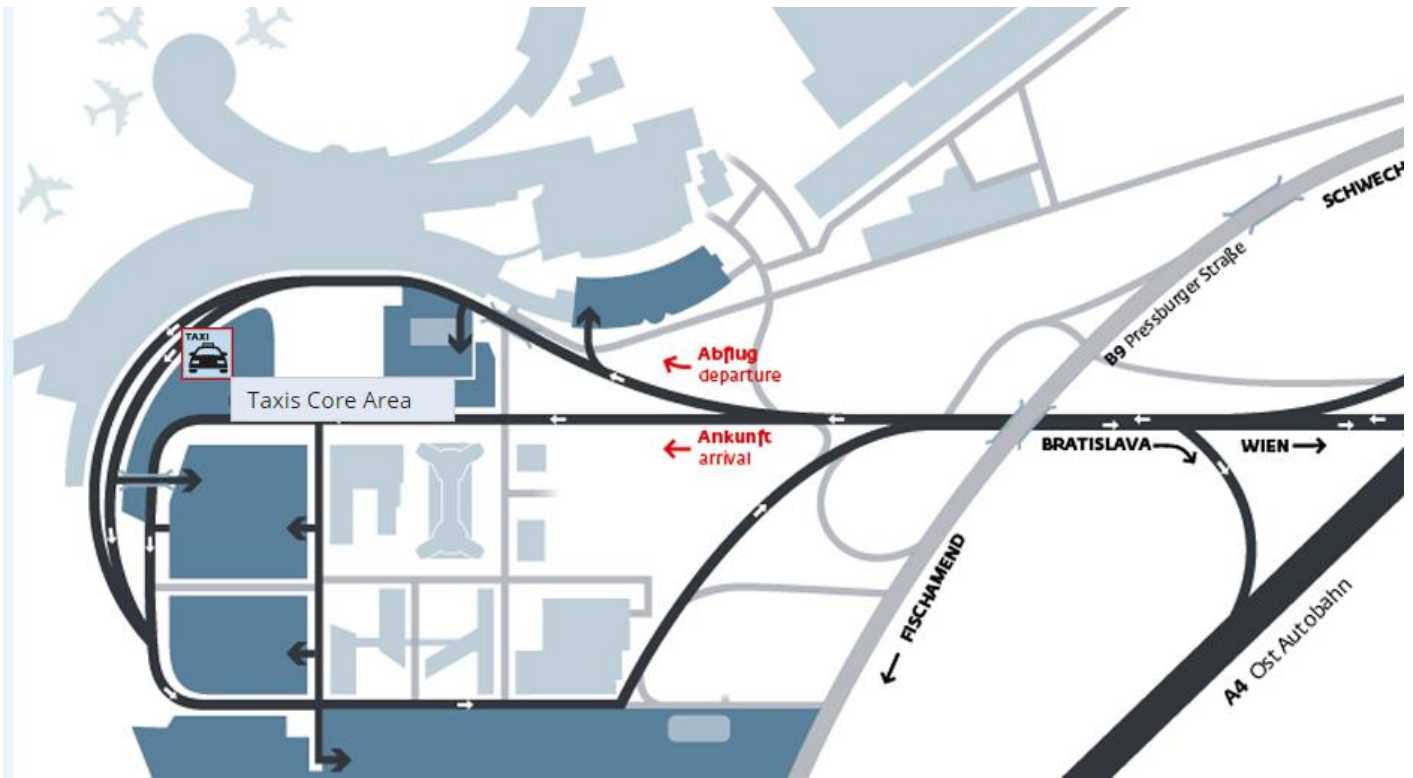 SCHWECH
B9 Pressburger Straße
TAXI
Abflug
departure
Taxis Core Area
Ankunft
arrival
BRATISLAVA
WIEN
FISCHAMEND
A4 Ost Autobahn